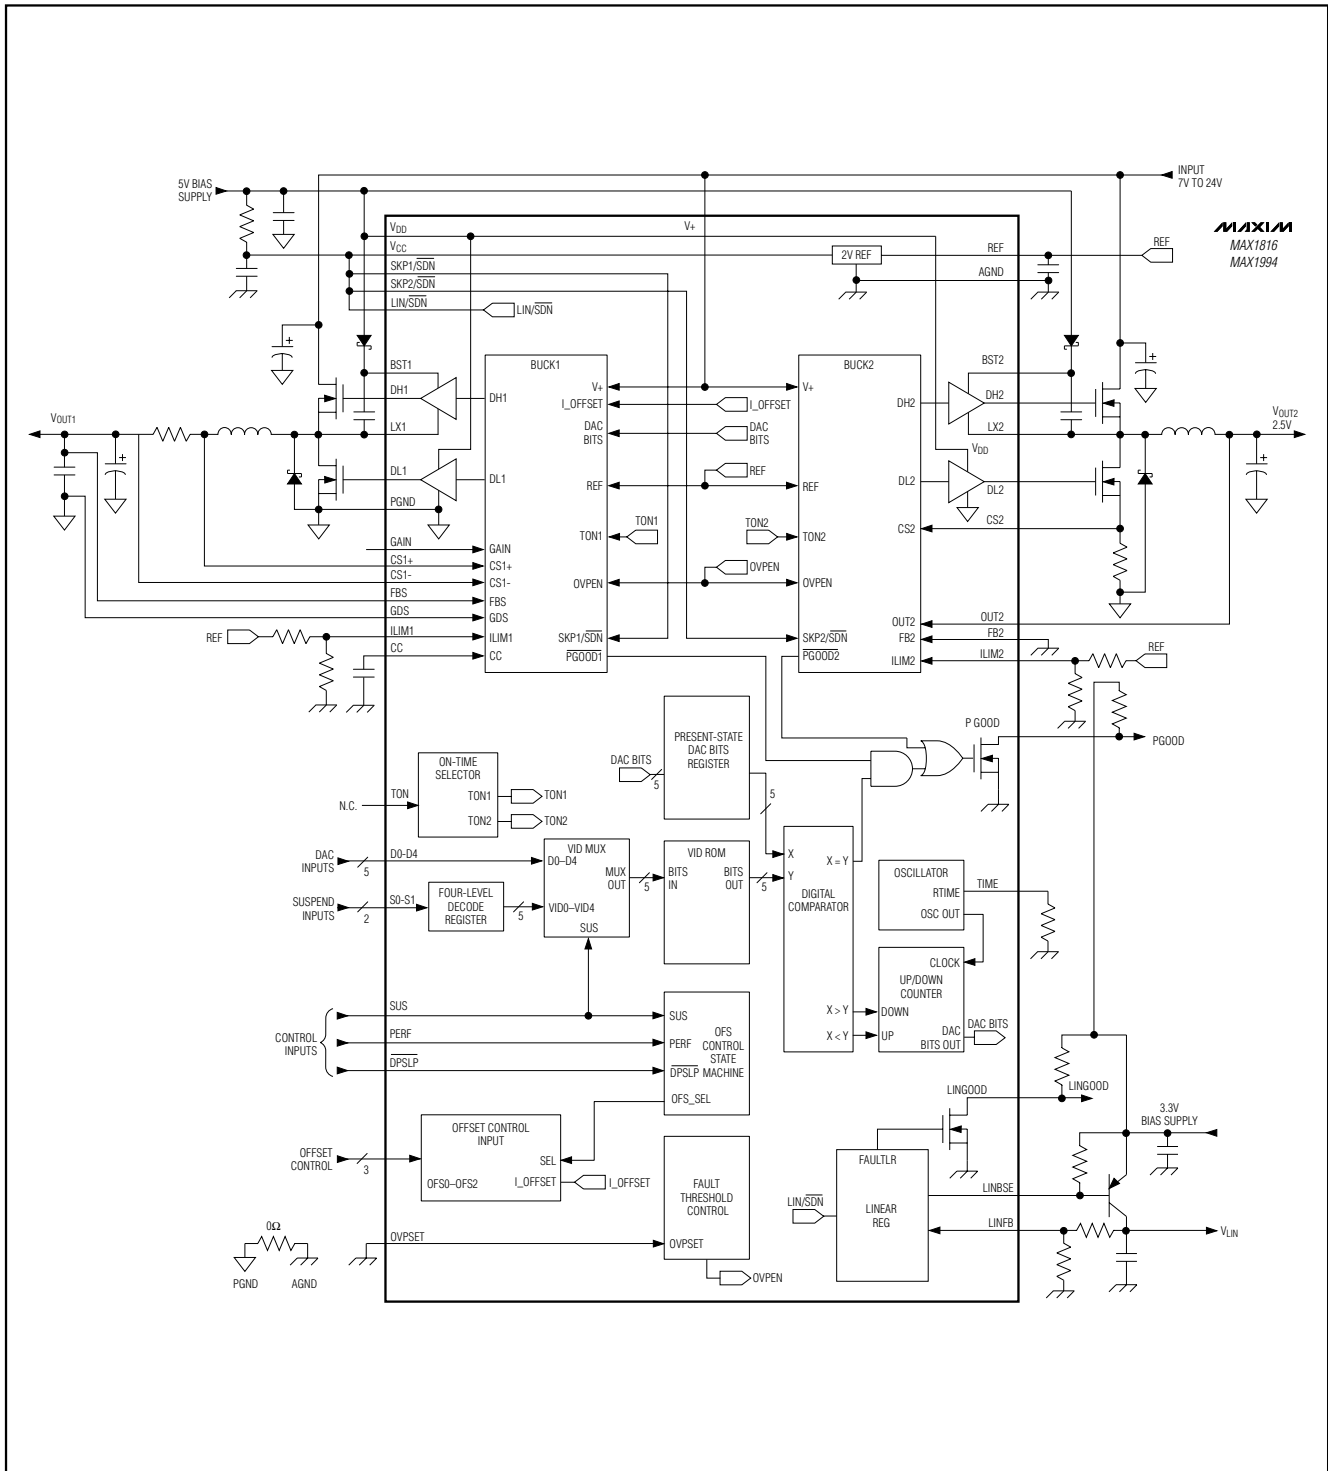 5V BIAS
SUPPLY
INPUT
7V TO 24V
MAXIM
MAX1816
MAX1994
VDD
V+
VCC
2V REF
REF
REF
SKP1/SDN
AGND
SKP2/SDN
LIN/SDN
LIN/SDN
BUCK1
BUCK2
BST1
BST2
V+
V+
DH1
DH1
I_OFFSET
I_OFFSET
DH2
DH2
VOUT1
LX1
DAC
BITS
DAC
BITS
LX2
VOUT2
2.5V
VDD
DL1
DL1
REF
REF
REF
DL2
DL2
PGND
CS2
CS2
TON1
TON1
TON2
TON2
GAIN
GAIN
CS1+
CS1+
CS1-
CS1-
OVPEN
OVPEN
OVPEN
FBS
FBS
GDS
GDS
OUT2
OUT2
REF
ILIM1
ILIM1
SKP1/SDN
SKP2/SDN
FB2
FB2
CC
CC
PGOOD1
PGOOD2
ILIM2
ILIM2
REF
P GOOD
PGOOD
PRESENT-STATE
DAC BITS
REGISTER
DAC BITS
5
5
ON-TIME
SELECTOR
N.C.
TON
TON1
TON1
TON2
TON2
DAC
INPUTS
5
D0-D4
VID MUX
D0–D4
MUX
OUT
5
VID0–VID4
SUS
VID ROM
BITS
IN
BITS
OUT
5
X
Y
X = Y
DIGITAL
COMPARATOR
X > Y
X < Y
OSCILLATOR
RTIME
TIME
OSC OUT
SUSPEND
INPUTS
2
S0-S1
FOUR-LEVEL
DECODE
REGISTER
5
CLOCK
UP/DOWN
COUNTER
DOWN
UP
DAC
BITS OUT
DAC BITS
CONTROL
INPUTS
SUS
PERF
DPSLP
SUS
PERF
DPSLP
OFS
CONTROL
STATE
MACHINE
OFS_SEL
LINGOOD
LINGOOD
3.3V
BIAS SUPPLY
OFFSET
CONTROL
3
OFFSET CONTROL
INPUT
SEL
OFS0–OFS2
I_OFFSET
I_OFFSET
FAULT
THRESHOLD
CONTROL
OVPSET
OVPSET
OVPEN
FAULTLR
LINEAR
REG
LIN/SDN
LINBSE
LINFB
VLIN
0Ω
PGND
AGND